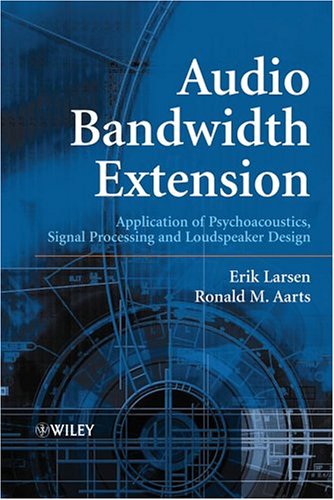 Audio
Bandwidth
Extension
Application of Psychoacoustics,
Signal Processing and Loudspeaker Design
Erik Larsen
Ronald M. Aarts
WILEY